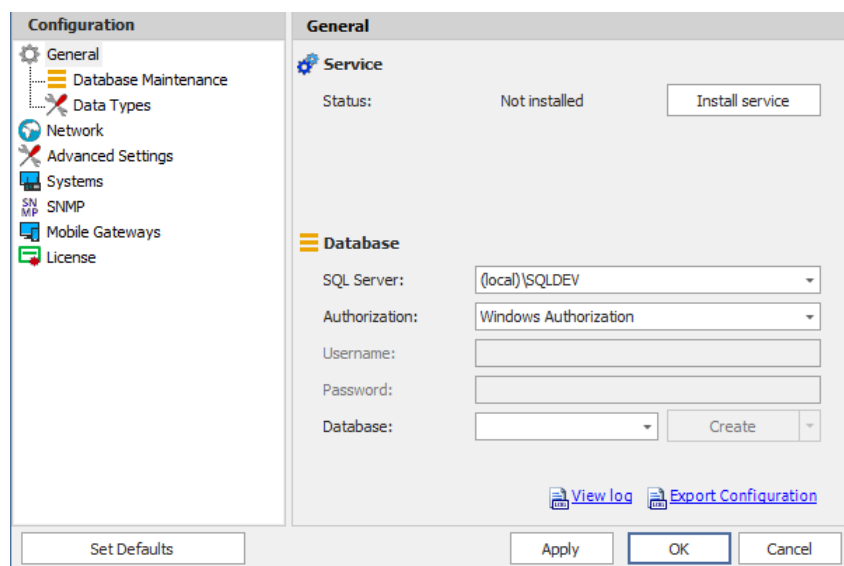 Configuration
General
Database Maintenance
Data Types
Network
Advanced Settings
Systems
SN
MP
SNMP
Mobile Gateways
License
General
Service
Status: Not installed Install service
Database
SQL Server: (local)\SQLDEV
Authorization: Windows Authorization
Username:
Password:
Database: Create
View log Export Configuration
Set Defaults Apply OK Cancel